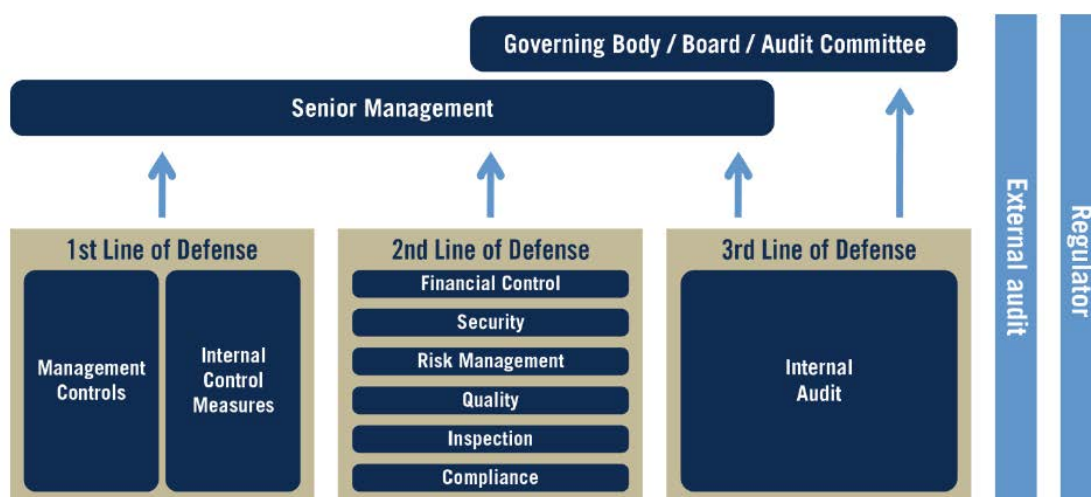 Governing Body / Board / Audit Committee
Senior Management
1st Line of Defense
Management
Controls
Internal
Control
Measures
2nd Line of Defense
Financial Control
Security
Risk Management
Quality
Inspection
Compliance
3rd Line of Defense
Internal
Audit
External audit
Regulator